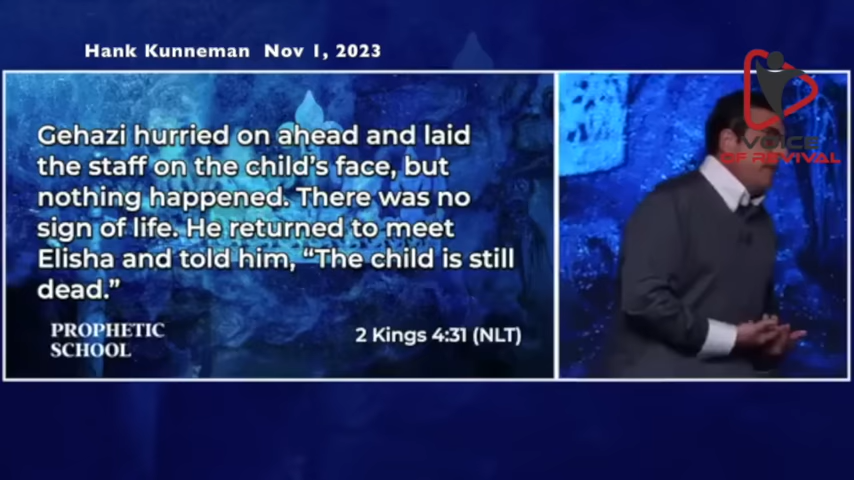 Hank Kunneman Nov 1, 2023
Gehazi hurried on ahead and laid
the staff on the child's face, but
nothing happened. There was no
sign of life. He returned to meet
Elisha and told him, “The child is still
dead.”
PROPHETIC
SCHOOL
2 Kings 4:31 (NLT)
VOICE
OF REVIVAL